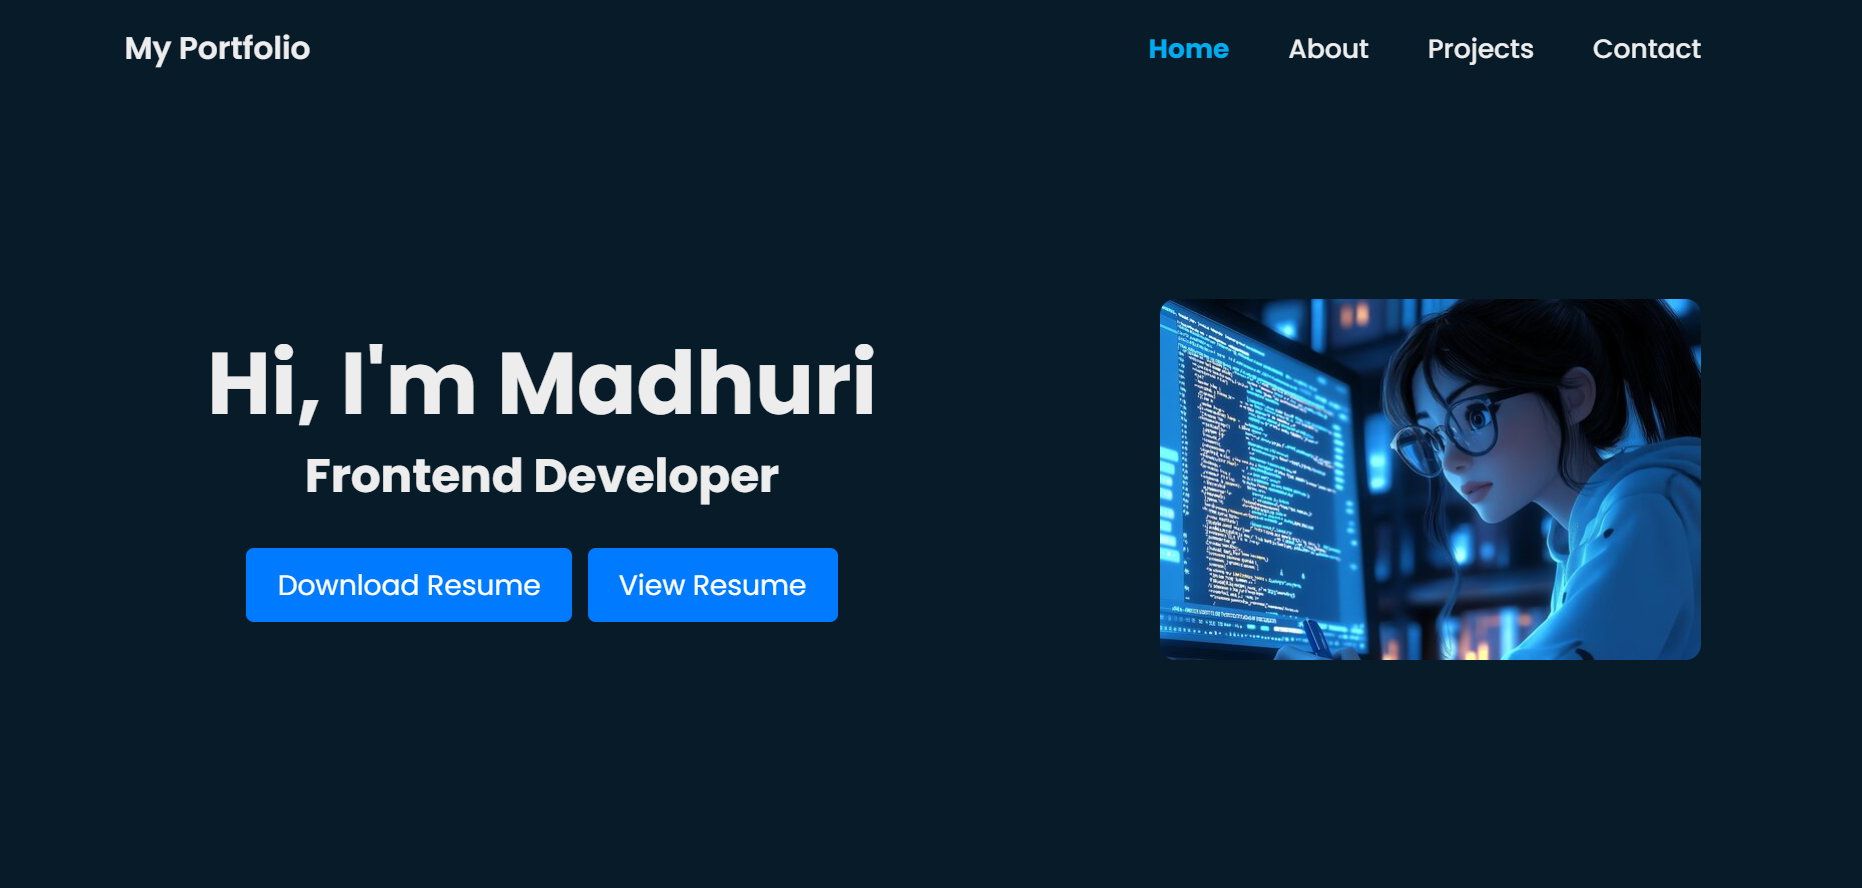 My Portfolio
Home About Projects Contact
Hi, I'm Madhuri
Frontend Developer
Download Resume View Resume